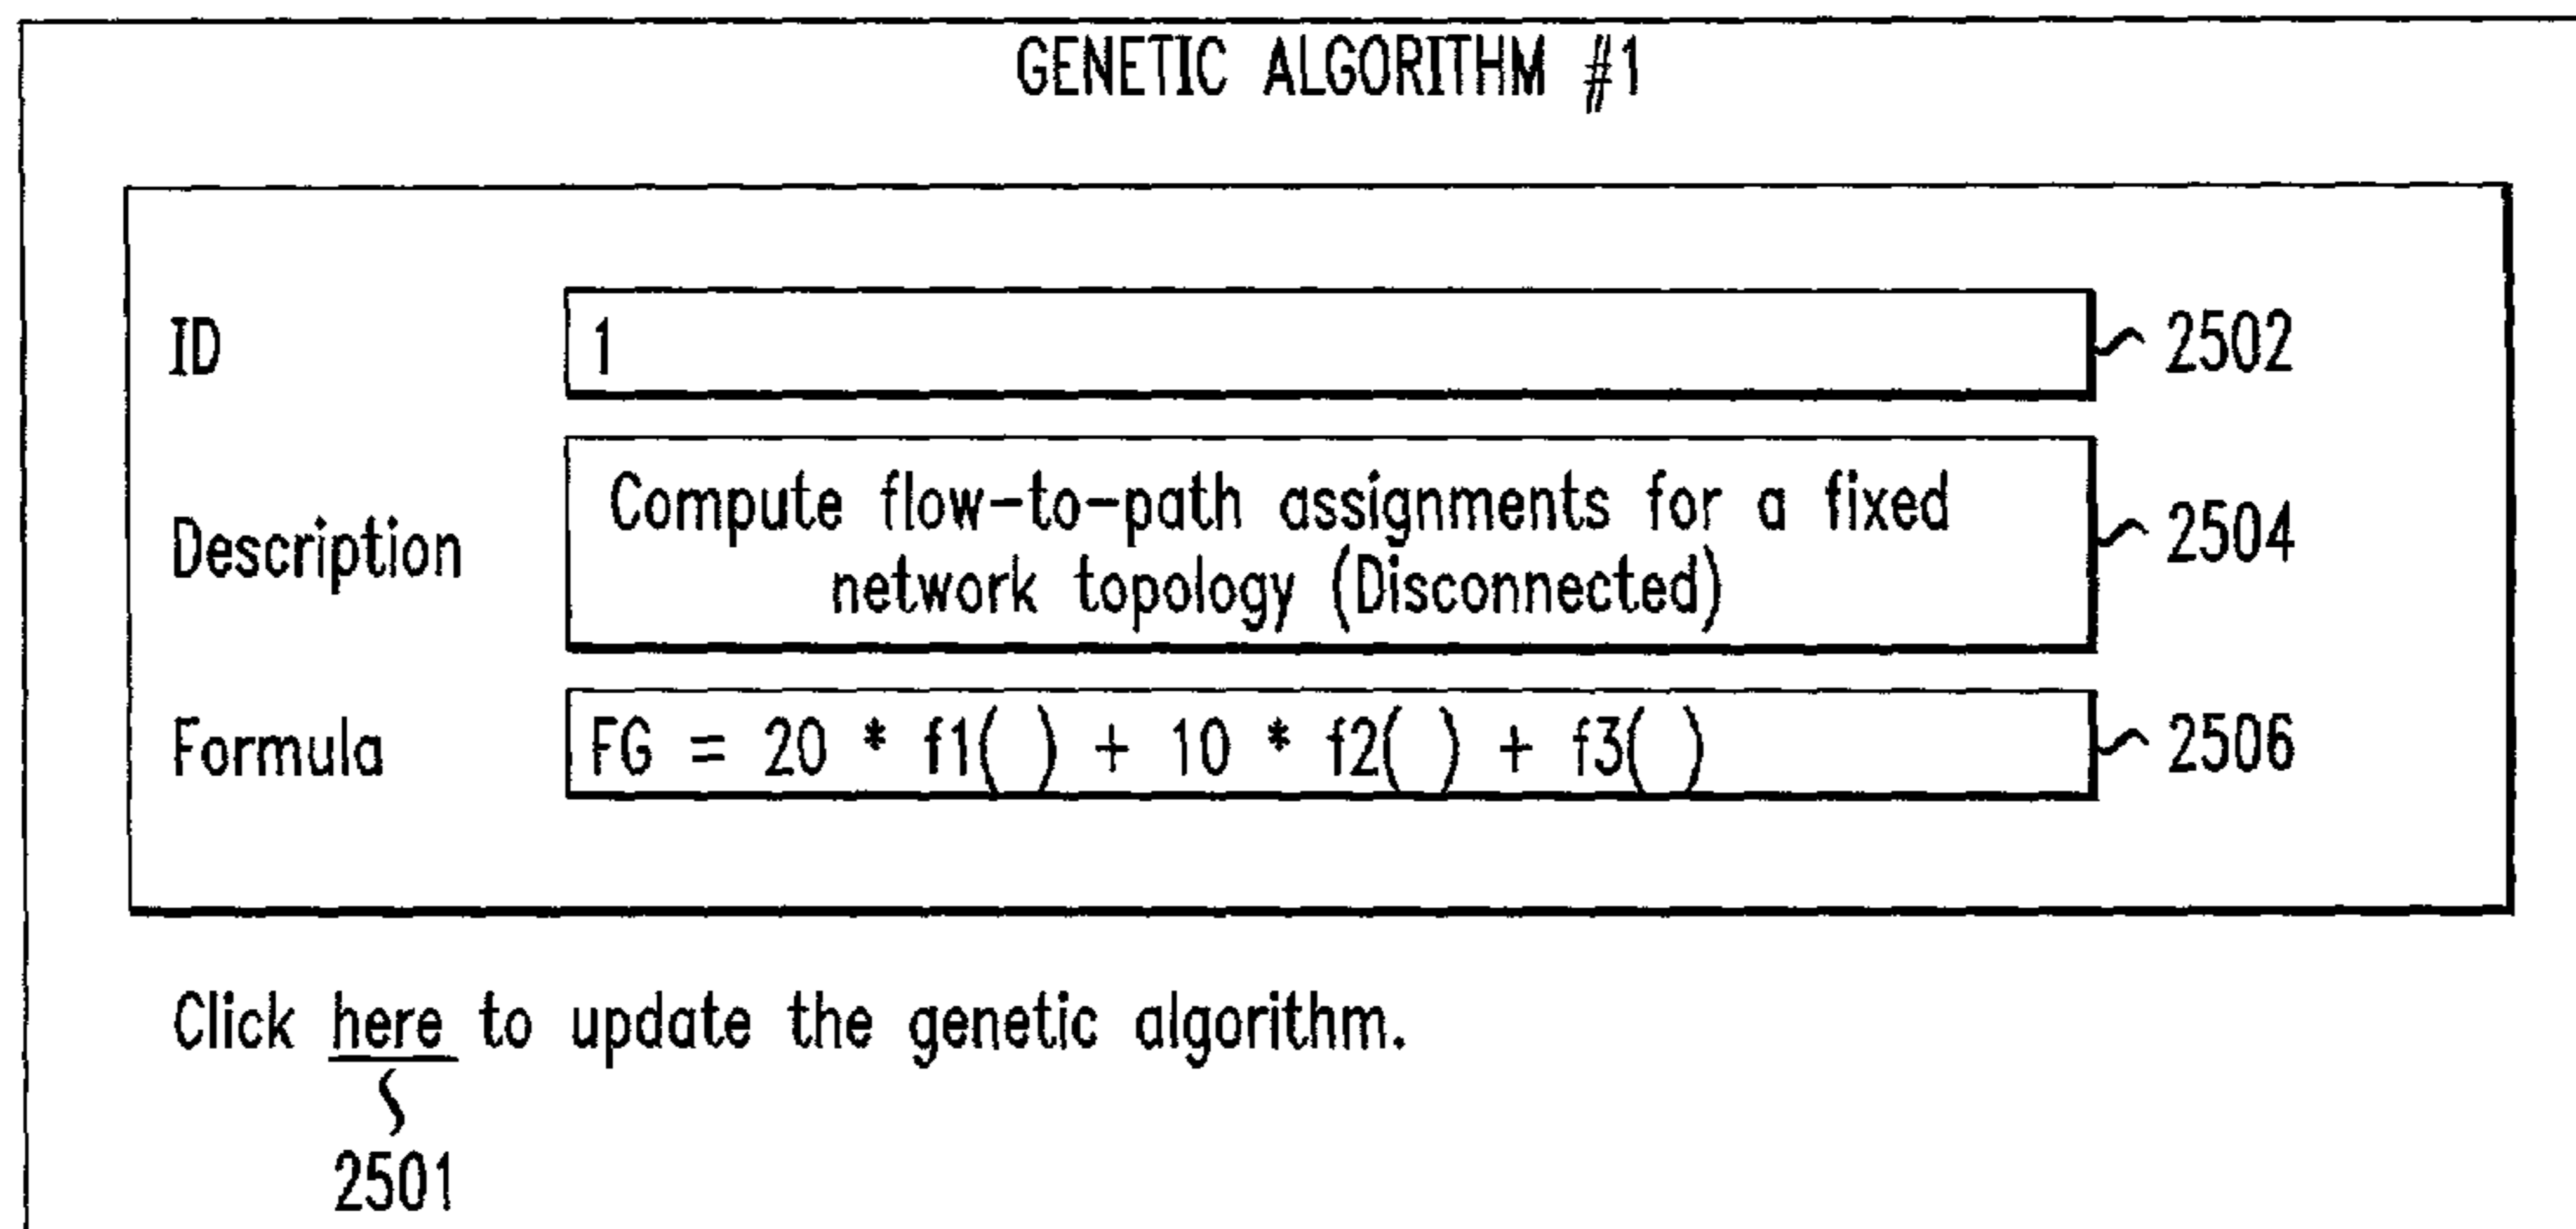 GENETIC ALGORITHM #1
ID 1 2502
Description Compute flow-to-path assignments for a fixed network topology (Disconnected) 2504
Formula FG = 20 * f1( ) + 10 * f2( ) + f3( ) 2506
Click here to update the genetic algorithm.
2501